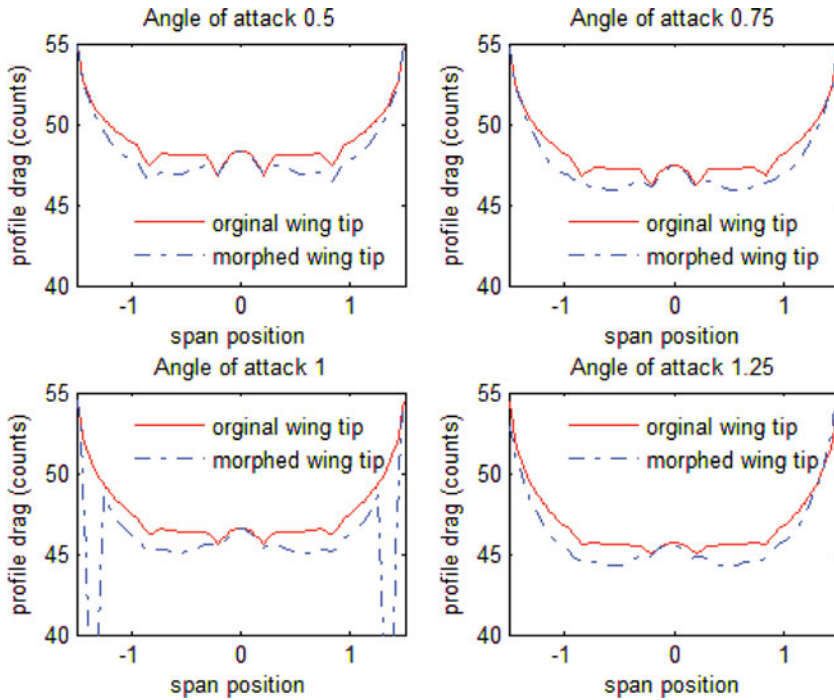 Angle of attack 0.5
55
50
45
40
profile drag (counts)
orginal wing tip
morphed wing tip
-1 0 1
span position
Angle of attack 0.75
55
50
45
40
profile drag (counts)
orginal wing tip
morphed wing tip
-1 0 1
span position
Angle of attack 1
55
50
45
40
profile drag (counts)
orginal wing tip
morphed wing tip
-1 0 1
span position
Angle of attack 1.25
55
50
45
40
profile drag (counts)
orginal wing tip
morphed wing tip
-1 0 1
span position